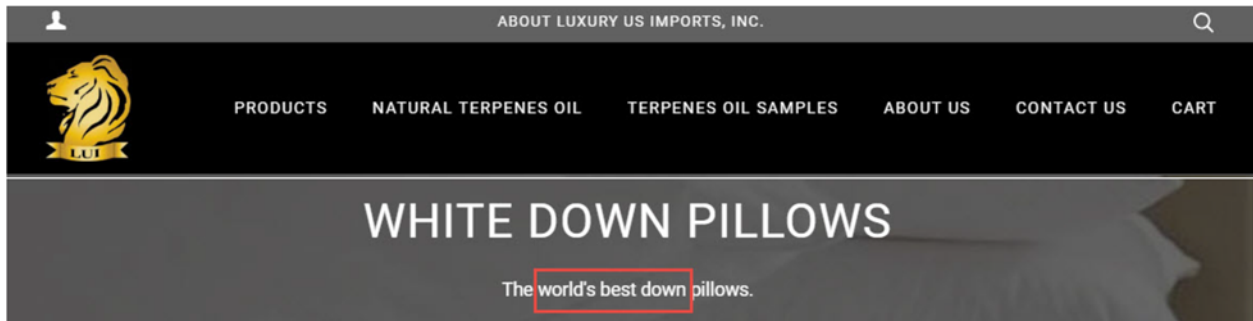 ABOUT LUXURY US IMPORTS, INC.
LUI
PRODUCTS NATURAL TERPENES OIL TERPENES OIL SAMPLES ABOUT US CONTACT US CART
WHITE DOWN PILLOWS
The world's best down pillows.